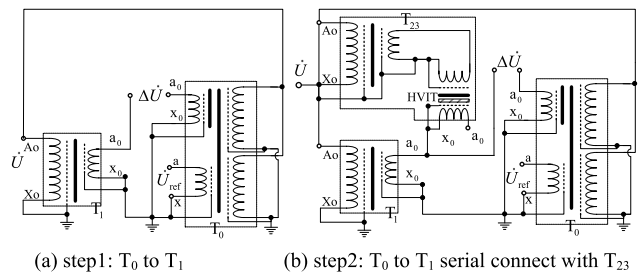 U̇
Ao
Xo
T₁
a₀
x₀
ΔU̇
a₀
x₀
a
U̇ref
x
T₀
U̇
Ao
Xo
T₂₃
HVIT
x₀
a₀
Ao
Xo
T₁
a₀
x₀
ΔU̇
a₀
x₀
a
U̇ref
x
T₀
(a) step1: T₀ to T₁
(b) step2: T₀ to T₁ serial connect with T₂₃